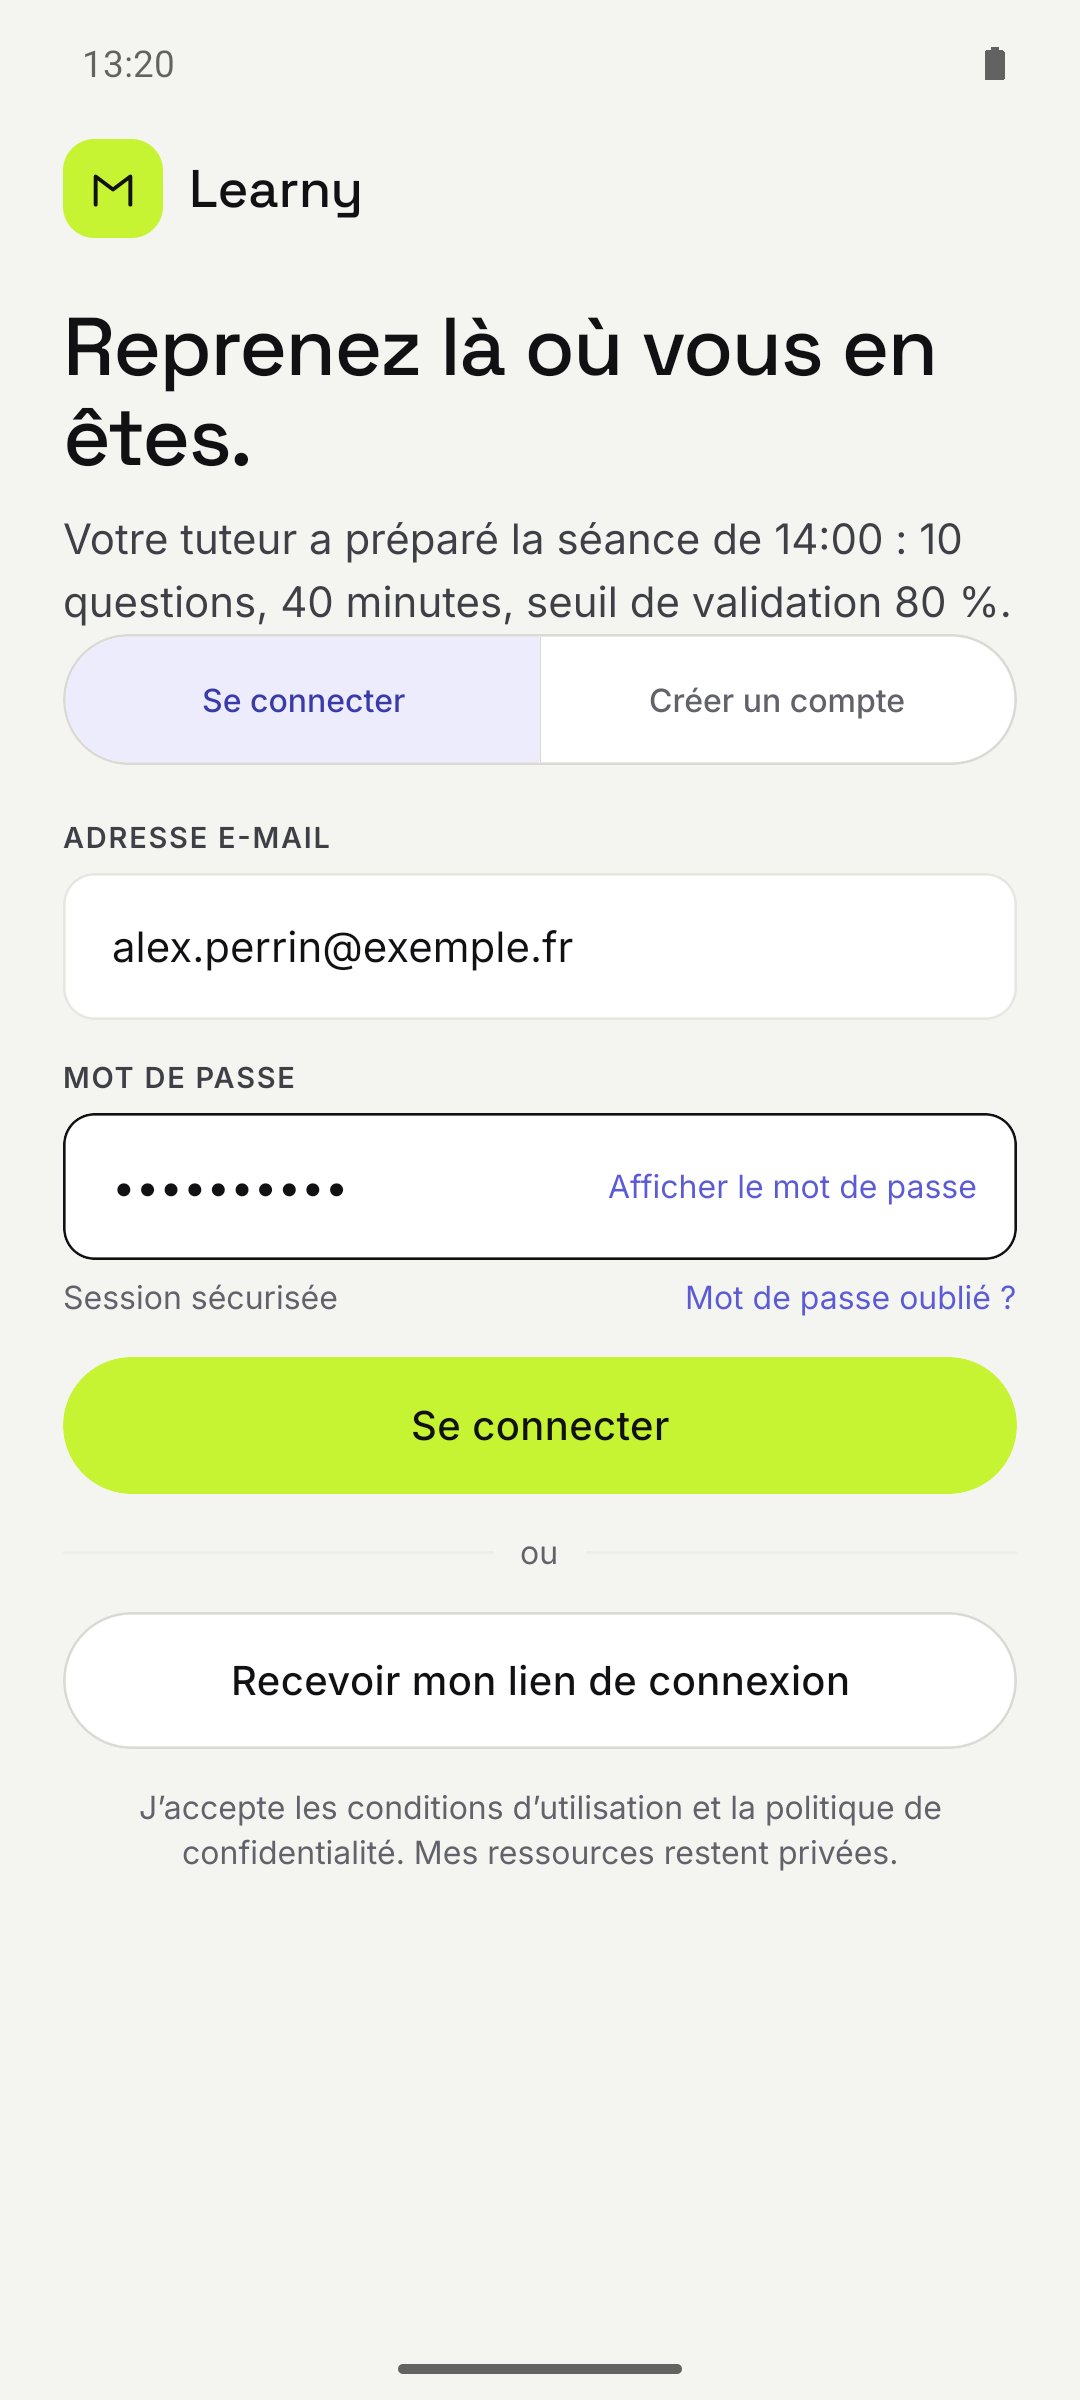 13:20
Learny
Reprenez là où vous en
êtes.
Votre tuteur a préparé la séance de 14:00 : 10
questions, 40 minutes, seuil de validation 80 %.
Se connecter
Créer un compte
ADRESSE E-MAIL
alex.perrin@exemple.fr
MOT DE PASSE
••••••••••
Afficher le mot de passe
Session sécurisée
Mot de passe oublié ?
Se connecter
ou
Recevoir mon lien de connexion
J’accepte les conditions d’utilisation et la politique de
confidentialité. Mes ressources restent privées.